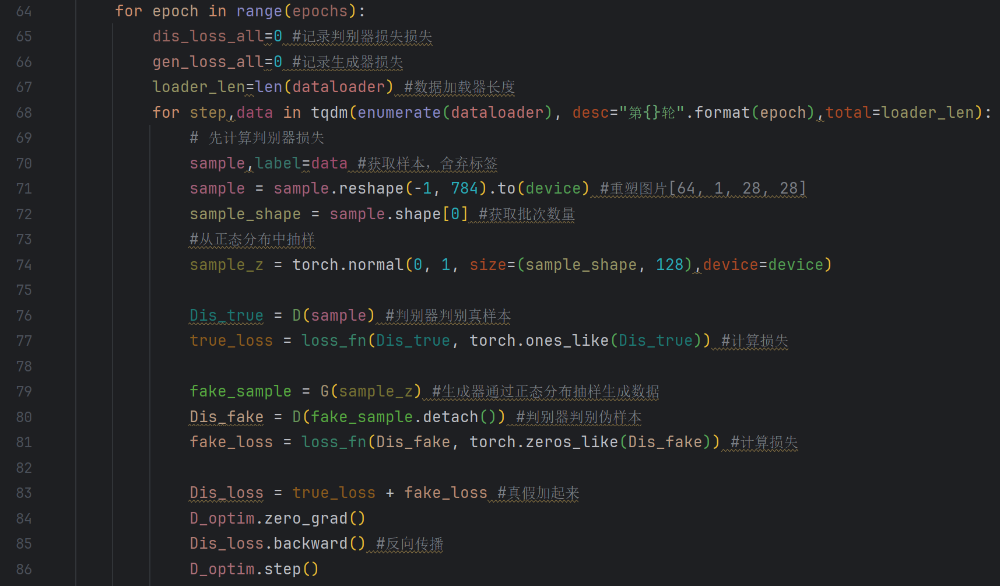 64 for epoch in range(epochs):
65 dis_loss_all=0 #记录判别器损失损失
66 gen_loss_all=0 #记录生成器损失
67 loader_len=len(dataloader) #数据加载器长度
68 for step,data in tqdm(enumerate(dataloader), desc="第{}轮".format(epoch),total=loader_len):
69 # 先计算判别器损失
70 sample,label=data #获取样本，舍弃标签
71 sample = sample.reshape(-1, 784).to(device) #重塑图片[64, 1, 28, 28]
72 sample_shape = sample.shape[0] #获取批次数量
73 #从正态分布中抽样
74 sample_z = torch.normal(0, 1, size=(sample_shape, 128),device=device)
75
76 Dis_true = D(sample) #判别器判别真样本
77 true_loss = loss_fn(Dis_true, torch.ones_like(Dis_true)) #计算损失
78
79 fake_sample = G(sample_z) #生成器通过正态分布抽样生成数据
80 Dis_fake = D(fake_sample.detach()) #判别器判别伪样本
81 fake_loss = loss_fn(Dis_fake, torch.zeros_like(Dis_fake)) #计算损失
82
83 Dis_loss = true_loss + fake_loss #真假加起来
84 D_optim.zero_grad()
85 Dis_loss.backward() #反向传播
86 D_optim.step()